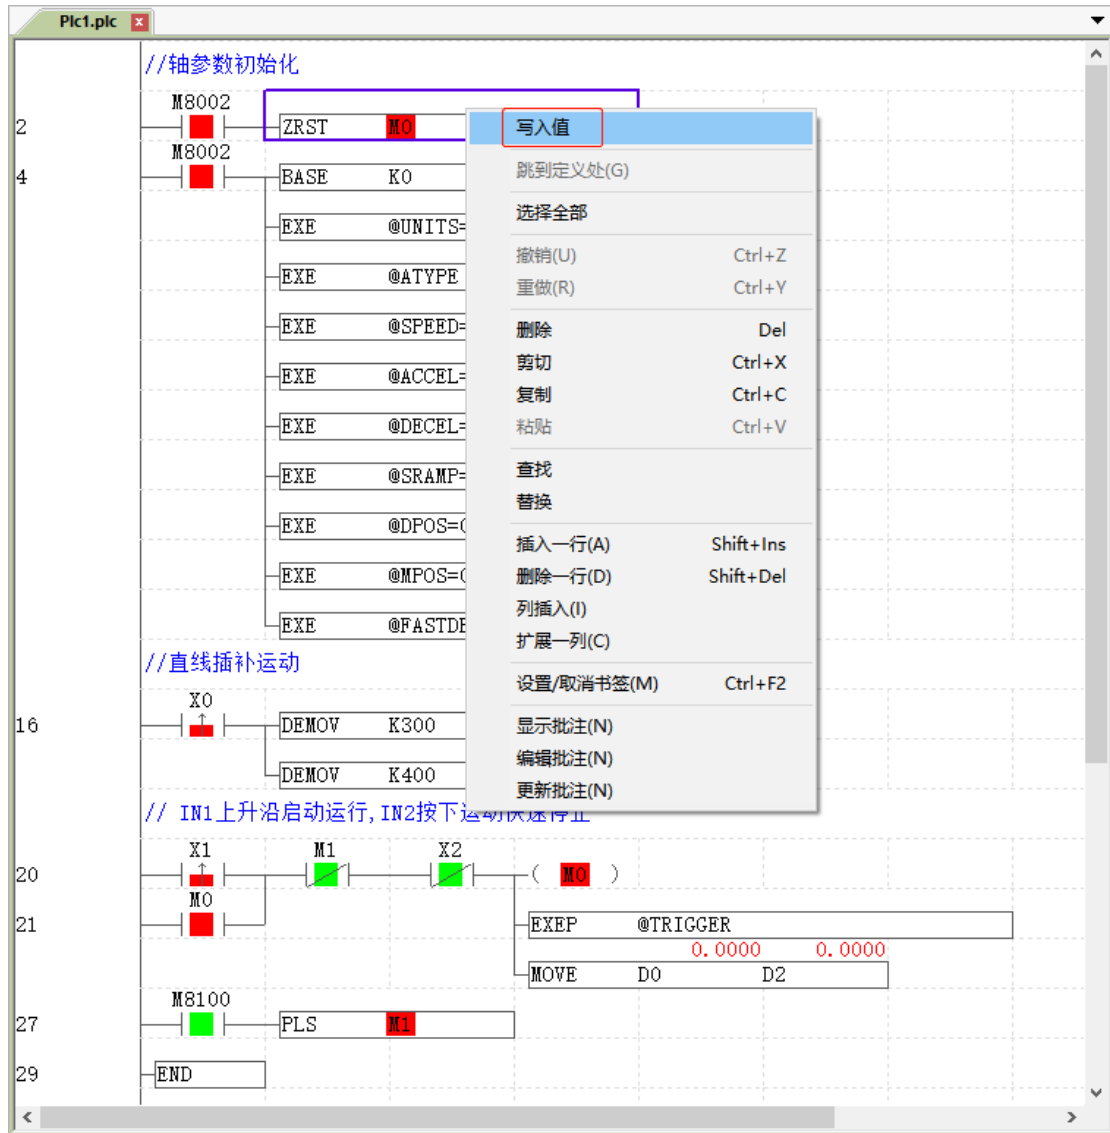 Plc1.plc
//轴参数初始化
M8002
2 ZRST M0
M8002
4 BASE K0
EXE @UNITS=
EXE @ATYPE
EXE @SPEED=
EXE @ACCEL=
EXE @DECEL=
EXE @SRAMP=
EXE @DPOS=
EXE @MPOS=
EXE @FASTDE
//直线插补运动
X0
16 DEMOV K300
DEMOV K400
// IN1上升沿启动运行,IN2按下运动快速停止
X1 M1 X2
20 ( M0 )
M0
21 EXEP @TRIGGER
0.0000 0.0000
MOVE D0 D2
M8100
27 PLS M1
29 END
写入值
跳到定义处(G)
选择全部
撤销(U) Ctrl+Z
重做(R) Ctrl+Y
删除 Del
剪切 Ctrl+X
复制 Ctrl+C
粘贴 Ctrl+V
查找
替换
插入一行(A) Shift+Ins
删除一行(D) Shift+Del
列插入(I)
扩展一列(C)
设置/取消书签(M) Ctrl+F2
显示批注(N)
编辑批注(N)
更新批注(N)